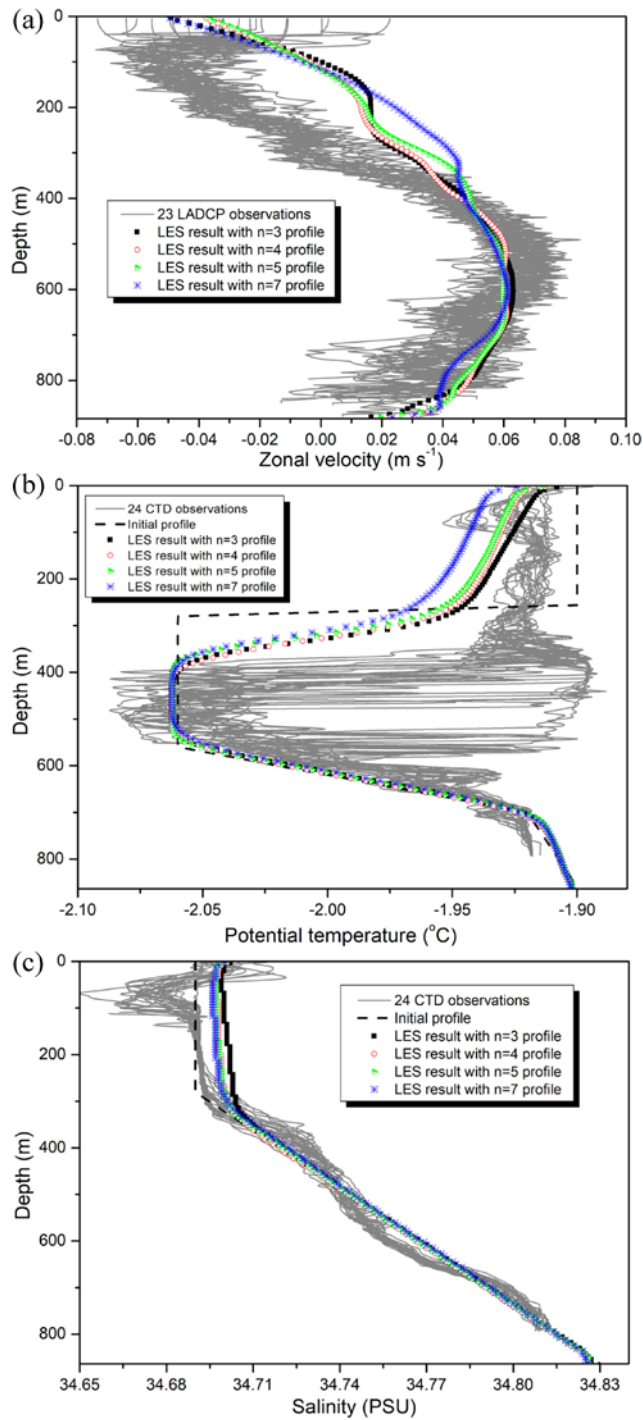 (a)
0
200
400
600
800
Depth (m)
23 LADCP observations
LES result with n=3 profile
LES result with n=4 profile
LES result with n=5 profile
LES result with n=7 profile
-0.08 -0.06 -0.04 -0.02 0.00 0.02 0.04 0.06 0.08 0.10
Zonal velocity (m s⁻¹)
(b)
0
200
400
600
800
Depth (m)
24 CTD observations
Initial profile
LES result with n=3 profile
LES result with n=4 profile
LES result with n=5 profile
LES result with n=7 profile
-2.10 -2.05 -2.00 -1.95 -1.90
Potential temperature (°C)
(c)
0
200
400
600
800
Depth (m)
24 CTD observations
Initial profile
LES result with n=3 profile
LES result with n=4 profile
LES result with n=5 profile
LES result with n=7 profile
34.65 34.68 34.71 34.74 34.77 34.80 34.83
Salinity (PSU)